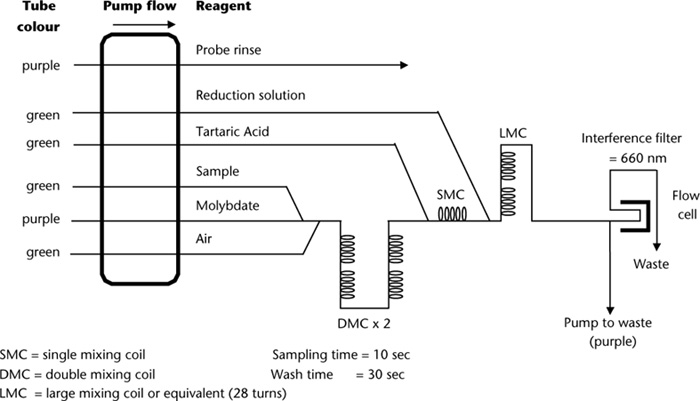 Tube colour
Pump flow
Reagent
purple
Probe rinse
green
Reduction solution
green
Tartaric Acid
LMC
Interference filter
= 660 nm
green
Sample
SMC
Flow
cell
purple
Molybdate
green
Air
Waste
DMC x 2
Pump to waste
(purple)
SMC = single mixing coil
Sampling time = 10 sec
DMC = double mixing coil
Wash time = 30 sec
LMC = large mixing coil or equivalent (28 turns)